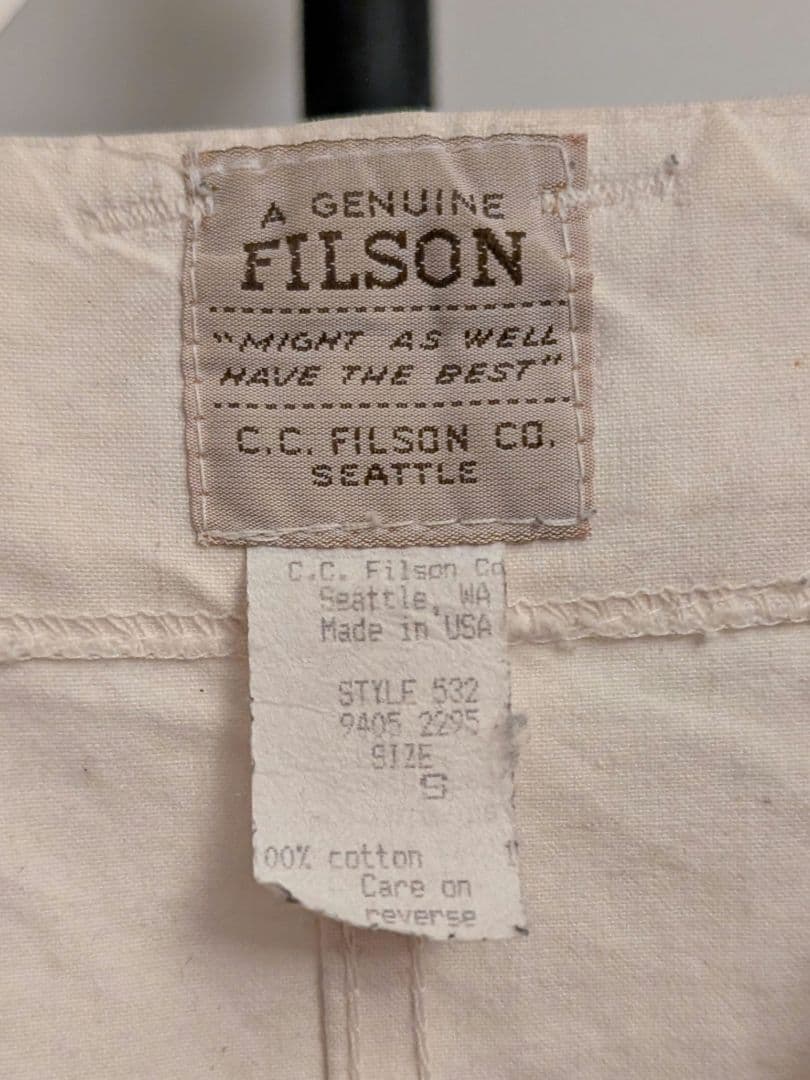 A GENUINE
FILSON
"MIGHT AS WELL
HAVE THE BEST"
C.C. FILSON CO.
SEATTLE
C.C. Filson Co
Seattle, WA
Made in USA
STYLE 532
9405 2295
SIZE
S
00% cotton 1
Care on
reverse